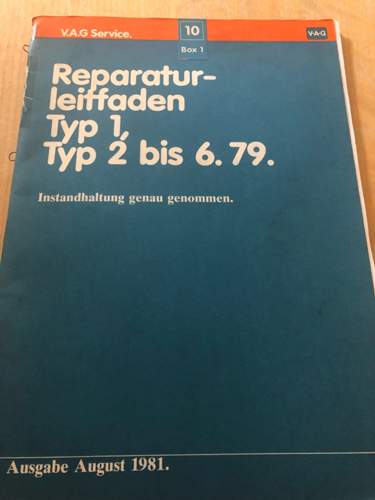 V.A.G Service.
10
V·A·G
Box 1
Reparatur-
leitfaden
Typ 1,
Typ 2 bis 6.79.
Instandhaltung genau genommen.
Ausgabe August 1981.